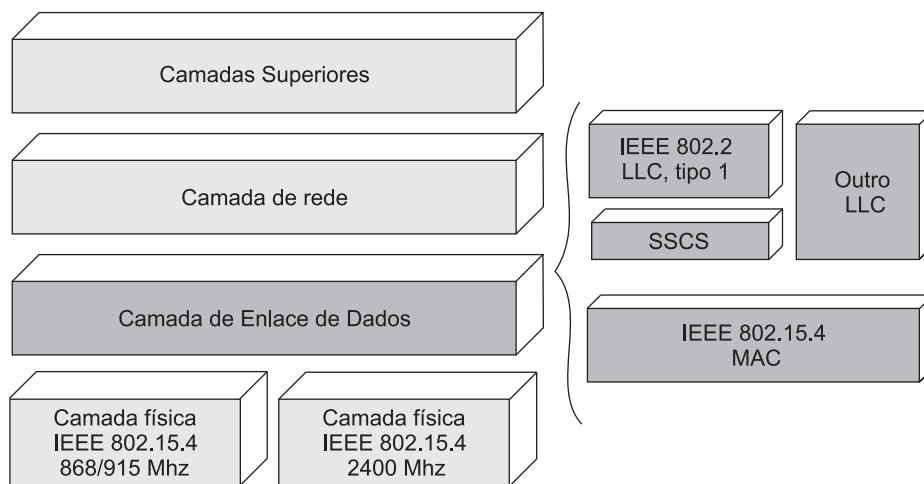 Camadas Superiores
Camada de rede
Camada de Enlace de Dados
Camada física
IEEE 802.15.4
868/915 Mhz
Camada física
IEEE 802.15.4
2400 Mhz
IEEE 802.2
LLC, tipo 1
SSCS
Outro
LLC
IEEE 802.15.4
MAC